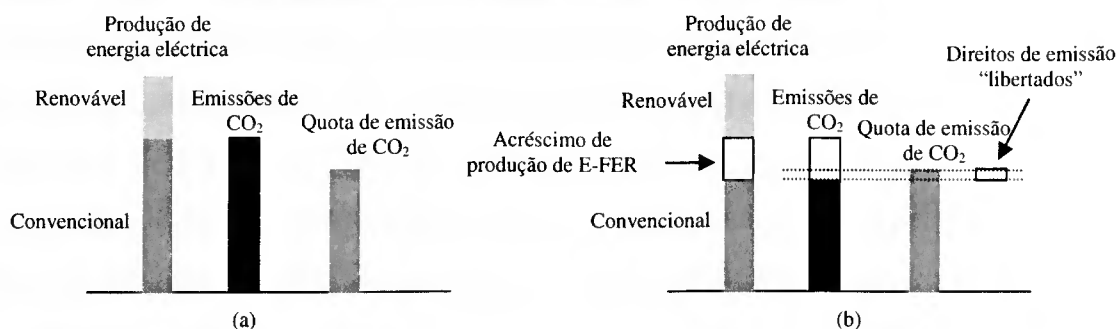 Produção de
energia eléctrica
Renovável
Emissões de
CO₂
Quota de emissão
de CO₂
Convencional
(a)
Produção de
energia eléctrica
Direitos de emissão
“libertados”
Renovável
Emissões de
CO₂
Quota de emissão
de CO₂
Acréscimo de
produção de E-FER
Convencional
(b)